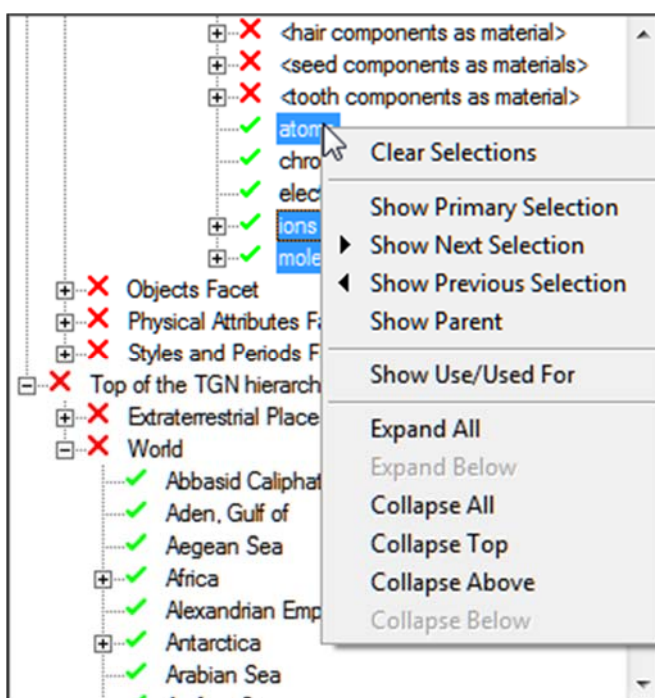 <hair components as material>
<seed components as materials>
<tooth components as material>
atoms
chro
elec
ions
mole
Objects Facet
Physical Attributes Fa
Styles and Periods F
Top of the TGN hierarch
Extraterrestrial Place
World
Abbasid Caliphat
Aden, Gulf of
Aegean Sea
Africa
Alexandrian Emp
Antarctica
Arabian Sea
Clear Selections
Show Primary Selection
Show Next Selection
Show Previous Selection
Show Parent
Show Use/Used For
Expand All
Expand Below
Collapse All
Collapse Top
Collapse Above
Collapse Below